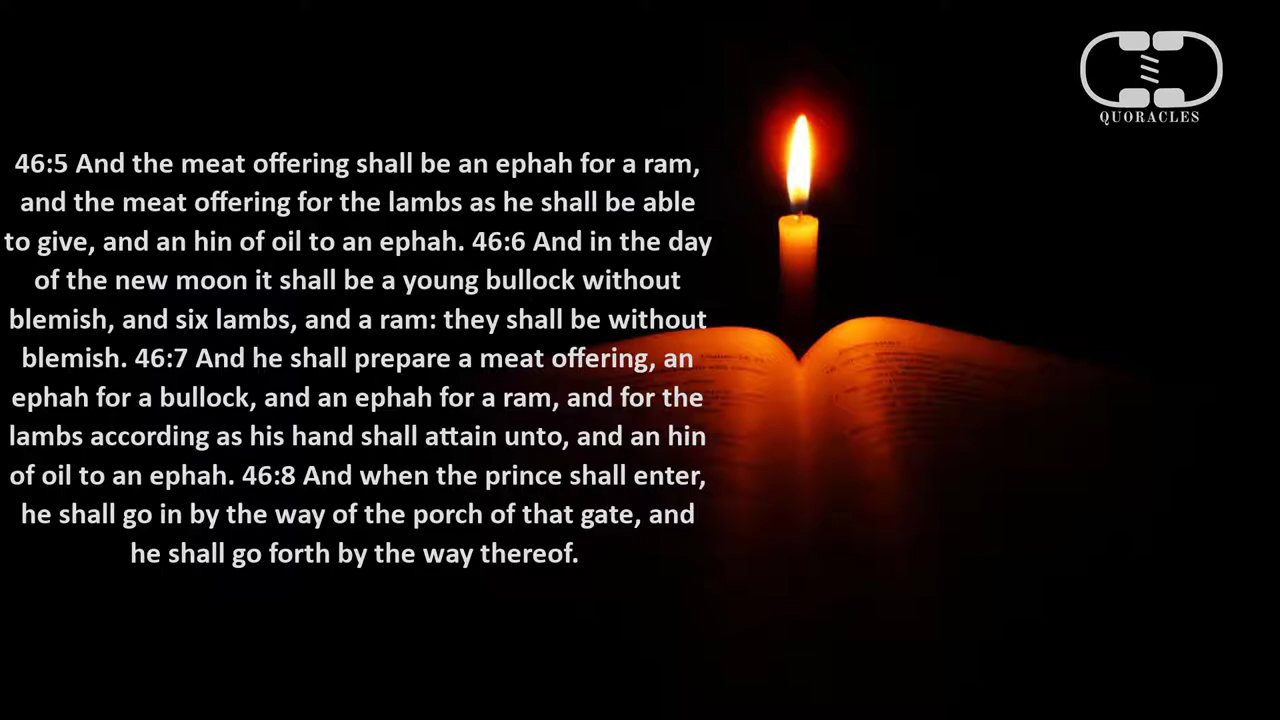 QUORACLES
46:5 And the meat offering shall be an ephah for a ram,
and the meat offering for the lambs as he shall be able
to give, and an hin of oil to an ephah. 46:6 And in the day
of the new moon it shall be a young bullock without
blemish, and six lambs, and a ram: they shall be without
blemish. 46:7 And he shall prepare a meat offering, an
ephah for a bullock, and an ephah for a ram, and for the
lambs according as his hand shall attain unto, and an hin
of oil to an ephah. 46:8 And when the prince shall enter,
he shall go in by the way of the porch of that gate, and
he shall go forth by the way thereof.